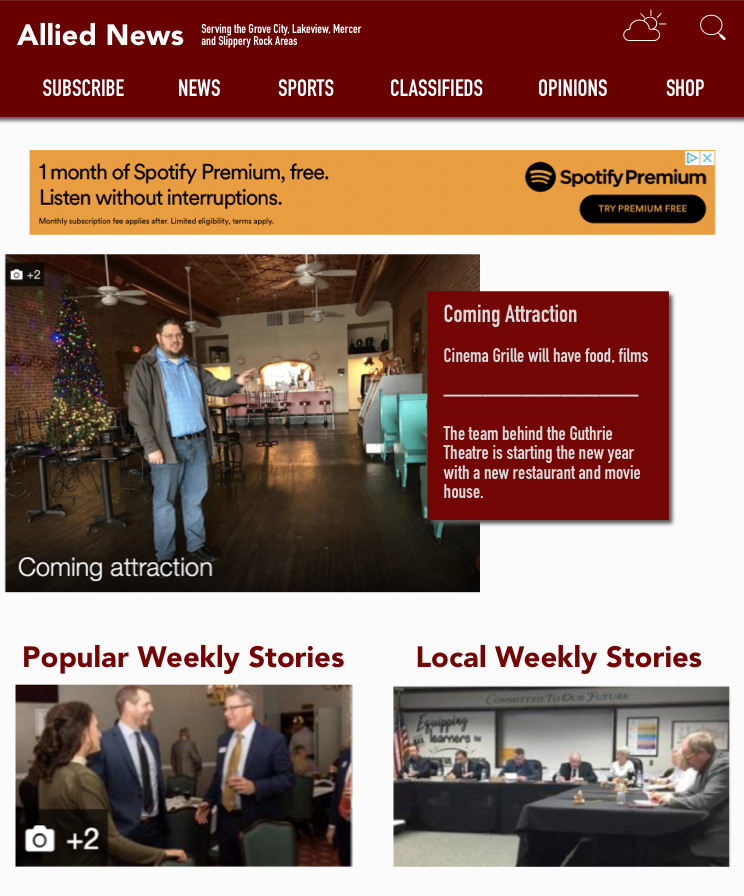 Allied News
Serving the Grove City, Lakeview, Mercer
and Slippery Rock Areas
SUBSCRIBE NEWS SPORTS CLASSIFIEDS OPINIONS SHOP
1 month of Spotify Premium, free.
Listen without interruptions.
Monthly subscription fee applies after. Limited eligibility, terms apply.
Spotify Premium
TRY PREMIUM FREE
+2
Coming attraction
Coming Attraction
Cinema Grille will have food, films
The team behind the Guthrie
Theatre is starting the new year
with a new restaurant and movie
house.
Popular Weekly Stories
+2
Local Weekly Stories
COMMITTED TO OUR FUTURE
Equipping
all learners for